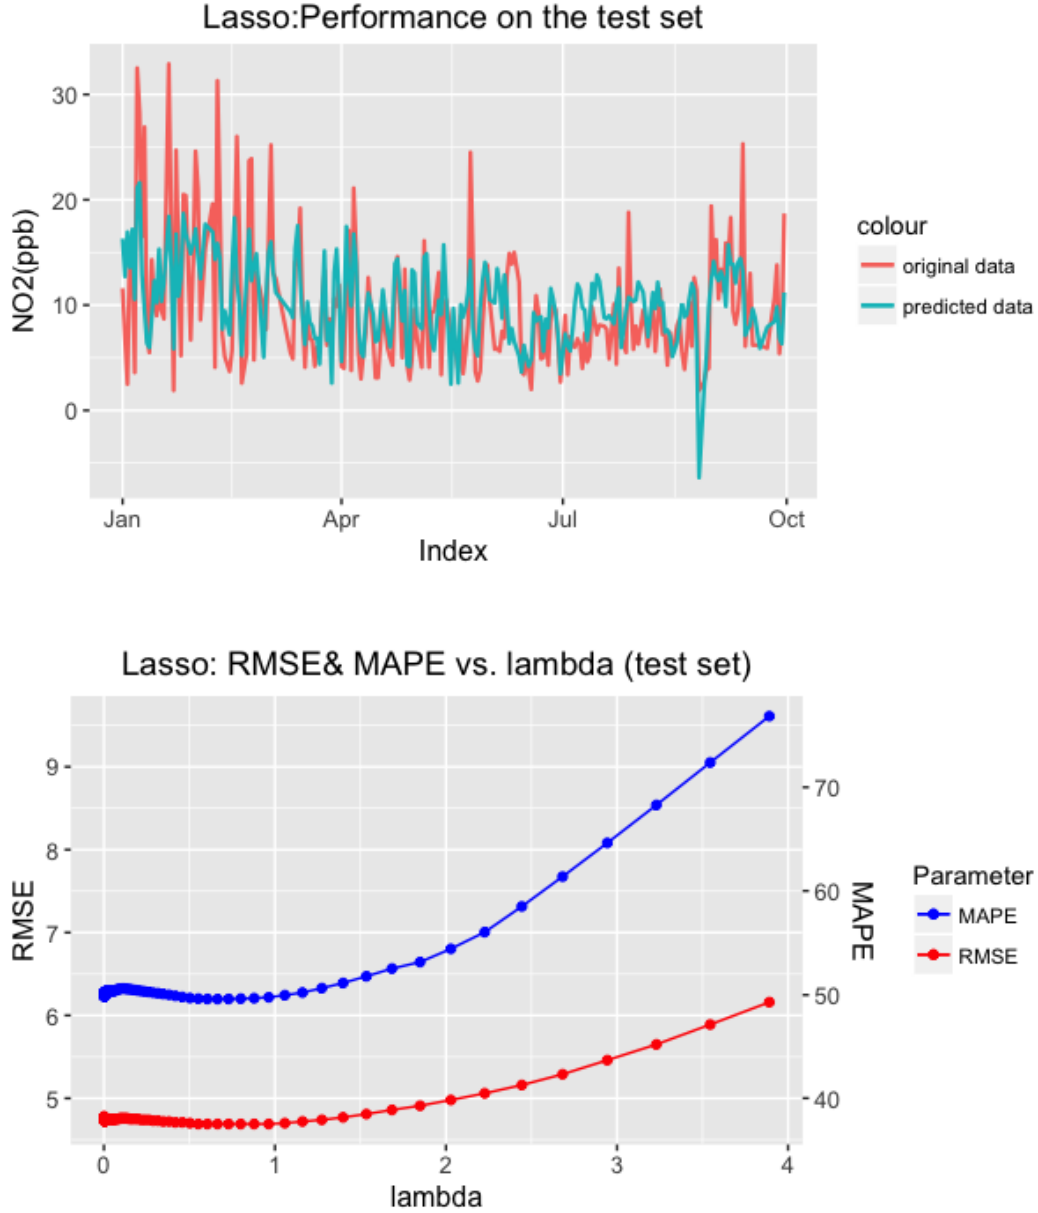 Lasso:Performance on the test set
30
20
10
0
NO2(ppb)
Jan Apr Jul Oct
Index
colour
original data
predicted data
Lasso: RMSE& MAPE vs. lambda (test set)
9
8
7
6
5
RMSE
70
60
50
40
MAPE
0 1 2 3 4
lambda
Parameter
MAPE
RMSE